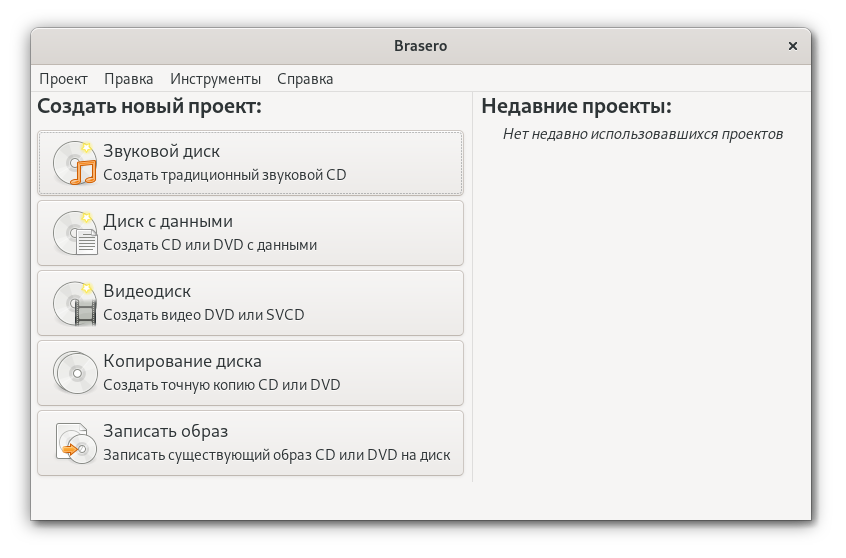 Brasero
Проект Правка Инструменты Справка
Создать новый проект:
Звуковой диск
Создать традиционный звуковой CD
Диск с данными
Создать CD или DVD с данными
Видеодиск
Создать видео DVD или SVCD
Копирование диска
Создать точную копию CD или DVD
Записать образ
Записать существующий образ CD или DVD на диск
Недавние проекты:
Нет недавно использовавшихся проектов